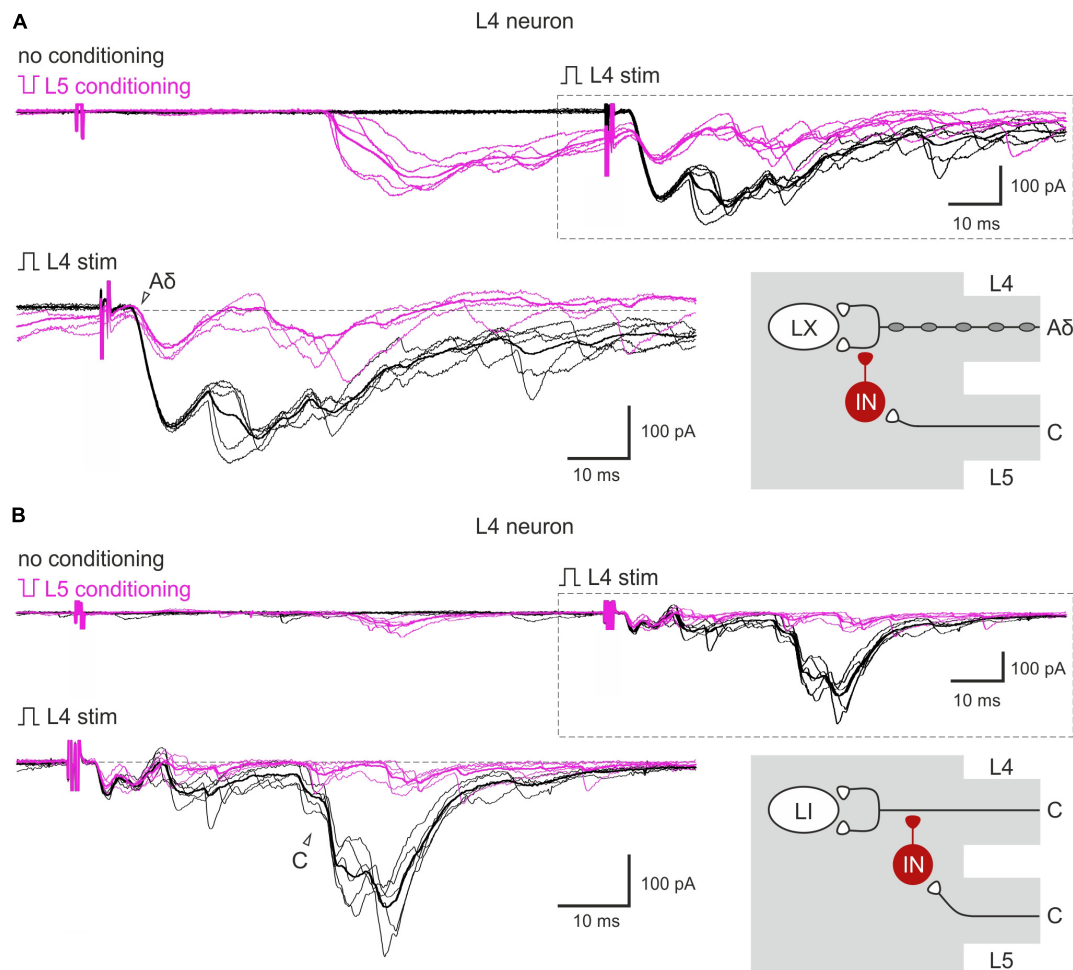 A
L4 neuron
no conditioning
L5 conditioning
L4 stim
100 pA
10 ms
L4 stim
Aδ
100 pA
10 ms
L4
LX
Aδ
IN
C
L5
B
L4 neuron
no conditioning
L5 conditioning
L4 stim
100 pA
10 ms
L4 stim
C
100 pA
10 ms
L4
LI
C
IN
C
L5